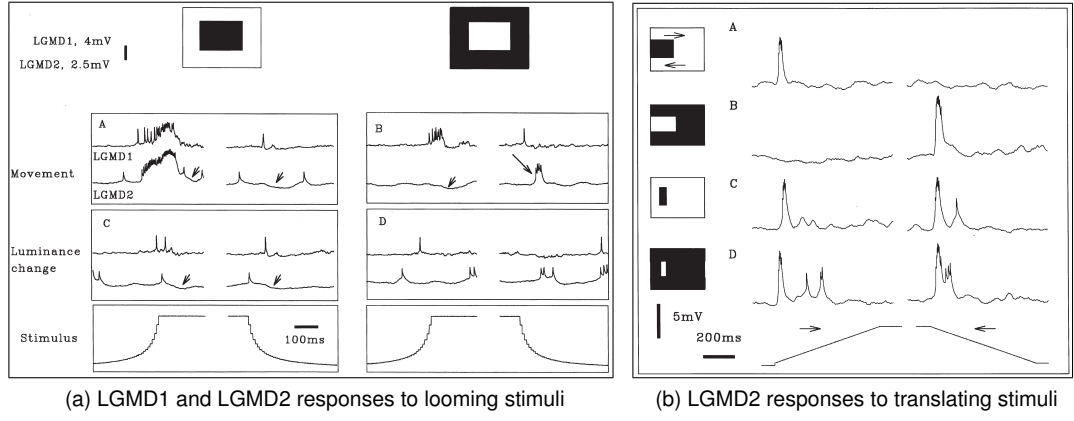 LGMD1, 4mV
LGMD2, 2.5mV
A
B
LGMD1
LGMD2
Movement
C
D
Luminance
change
Stimulus
100ms
A
B
C
D
5mV
200ms
(a) LGMD1 and LGMD2 responses to looming stimuli
(b) LGMD2 responses to translating stimuli